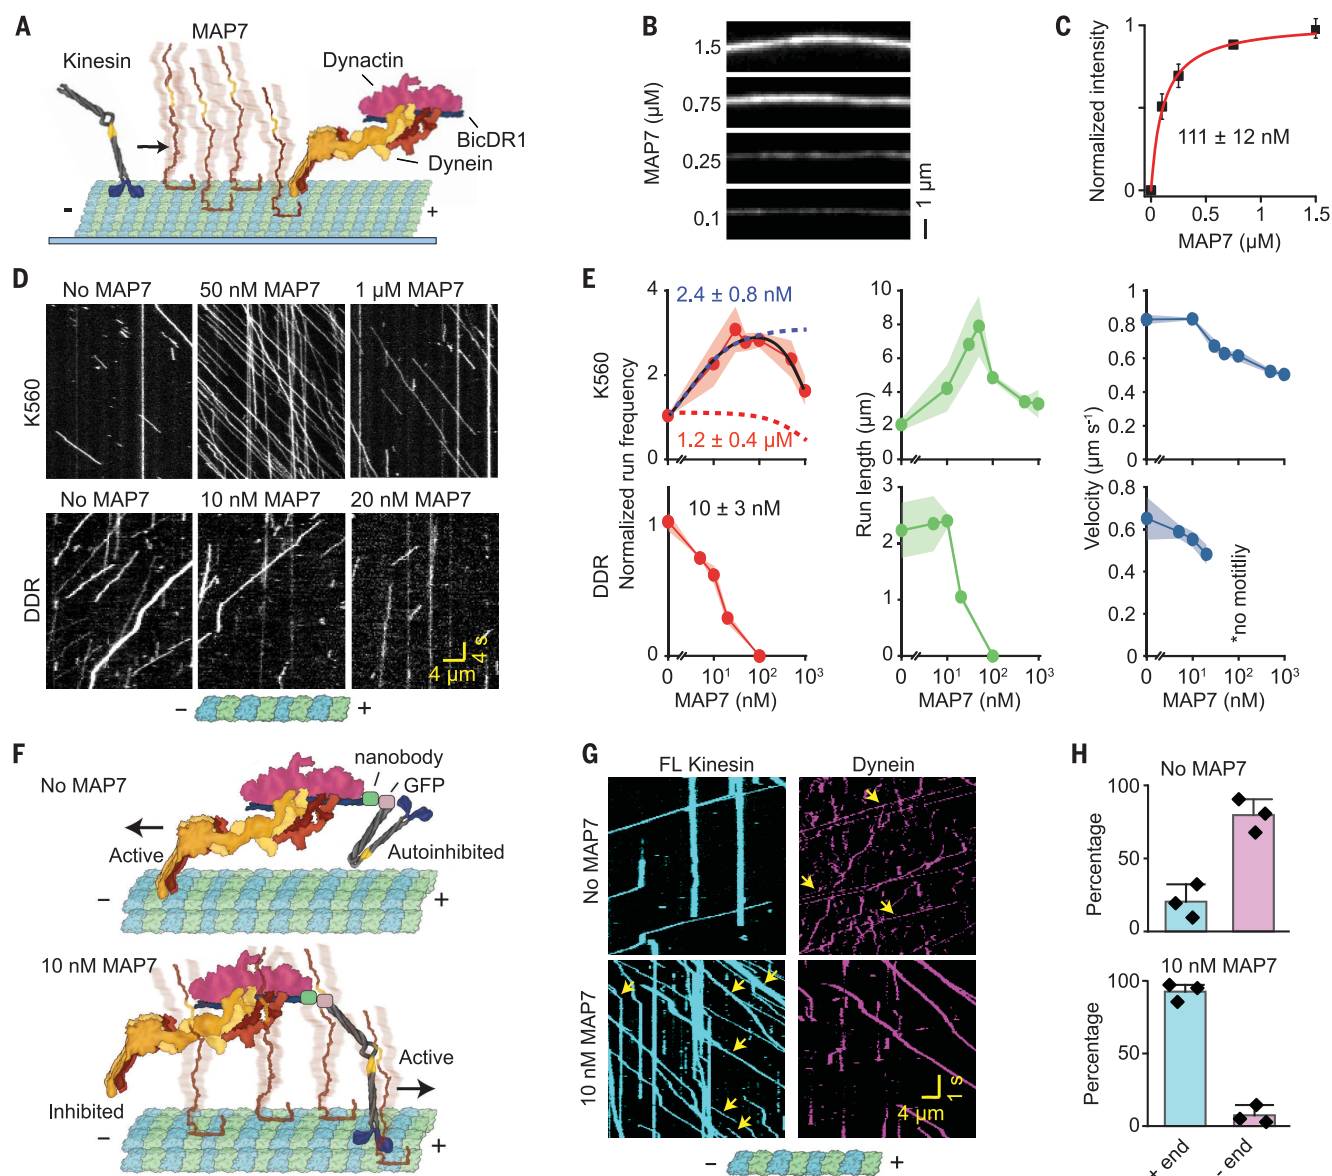 A
MAP7
Kinesin
Dynactin
BicDR1
Dynein
-
+
B
MAP7 (µM)
1.5
0.75
0.25
0.1
1 µm
C
Normalized intensity
1
0
111 ± 12 nM
0
0.5
1
1.5
MAP7 (µM)
D
No MAP7
50 nM MAP7
1 µM MAP7
K560
No MAP7
10 nM MAP7
20 nM MAP7
DDR
4 µm
4 s
–
+
E
K560
DDR
Normalized run frequency
4
2
0
2.4 ± 0.8 nM
1.2 ± 0.4 µM
1
0
10 ± 3 nM
0
10¹
10²
10³
MAP7 (nM)
Run length (µm)
10
8
6
4
2
0
3
2
1
0
0
10¹
10²
10³
MAP7 (nM)
Velocity (µm s⁻¹)
1
0.8
0.6
0.4
0.2
0
0.8
0.6
0.4
0.2
0
*no motitliy
0
10¹
10²
10³
MAP7 (nM)
F
No MAP7
nanobody
GFP
Active
Autoinhibited
–
+
10 nM MAP7
Active
Inhibited
–
+
G
FL Kinesin
Dynein
No MAP7
10 nM MAP7
4 µm
1 s
–
+
H
No MAP7
Percentage
100
50
0
10 nM MAP7
Percentage
100
50
0
+ end
- end